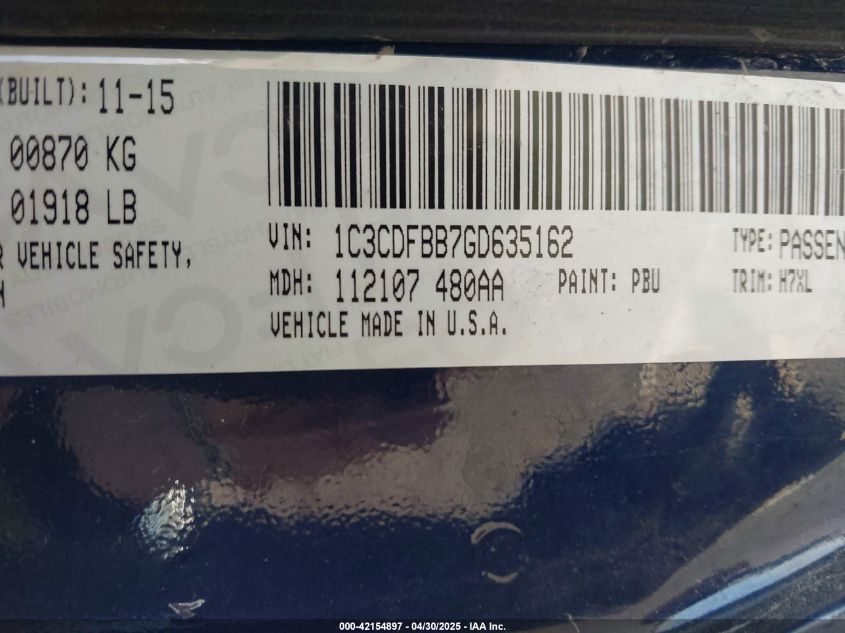 (BUILT): 11-15
00870 KG
01918 LB
VEHICLE SAFETY,
VIN: 1C3CDFBB7GD635162
TYPE: PASSEN
MDH: 112107 480AA
PAINT: PBU
TRIM: H7XL
VEHICLE MADE IN U.S.A.
000-42154897 - 04/30/2025 - IAA Inc.